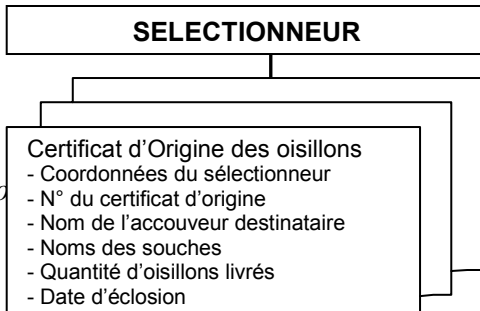 SELECTIONNEUR
Certificat d’Origine des oisillons
- Coordonnées du sélectionneur
- N° du certificat d’origine
- Nom de l’accouveur destinataire
- Noms des souches
- Quantité d’oisillons livrés
- Date d’éclosion